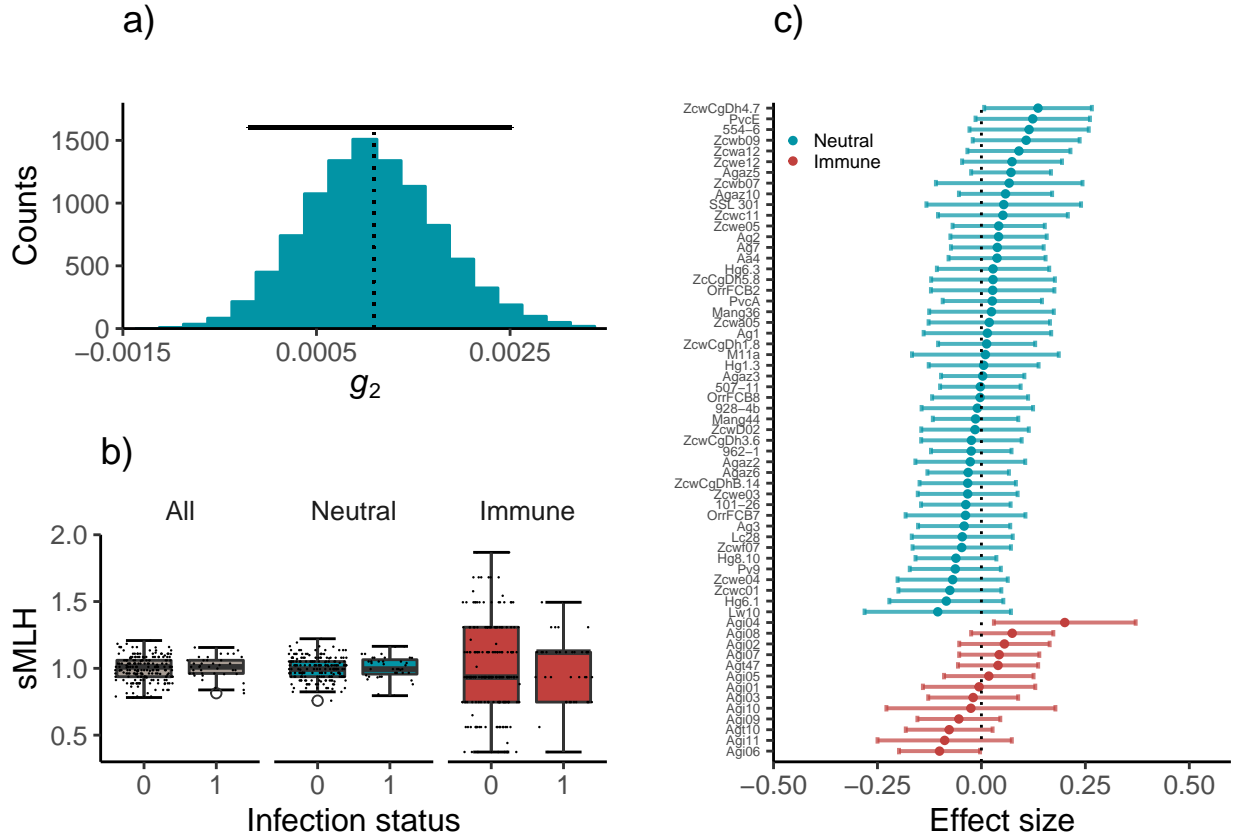 a)
Counts
1500
1000
500
0
−0.0015
0.0005
0.0025
g2
b)
All
Neutral
Immune
sMLH
2.0
1.5
1.0
0.5
0
1
0
1
0
1
Infection status
c)
Neutral
Immune
ZcwCgDh4.7
PvcE
554−6
Zcwb09
Zcwa12
Zcwe12
Agaz5
Zcwb07
Agaz10
SSL 301
Zcwc11
Zcwe05
Ag2
Ag7
Aa4
Hg6.3
ZcCgDh5.8
OrrFCB2
PvcA
Mang36
Zcwa05
Ag1
ZcwCgDh1.8
M11a
Hg1.3
Agaz3
507−11
OrrFCB8
928−4b
Mang44
ZcwD02
ZcwCgDh3.6
962−1
Agaz2
Agaz6
ZcwCgDhB.14
Zcwe03
101−26
OrrFCB7
Ag3
Lc28
Zcwf07
Hg8.10
Pv9
Zcwe04
Zcwc01
Hg6.1
Lw10
Agi04
Agi08
Agi02
Agi07
Agt47
Agi05
Agi01
Agi03
Agi10
Agi09
Agt10
Agi11
Agi06
−0.50
−0.25
0.00
0.25
0.50
Effect size